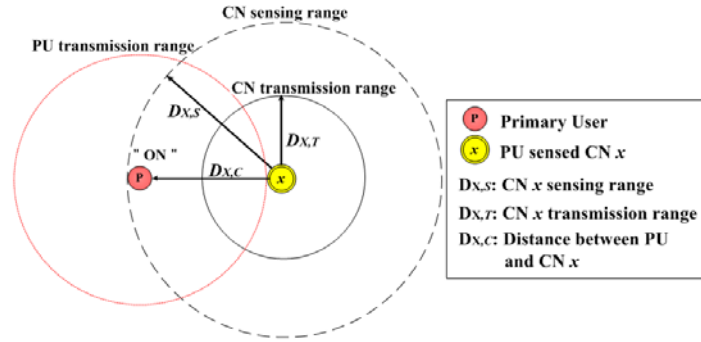 CN sensing range
PU transmission range
CN transmission range
DX,S
DX,T
" ON "
DX,C
P
x
P Primary User
x PU sensed CN x
DX,S: CN x sensing range
DX,T: CN x transmission range
DX,C: Distance between PU
and CN x